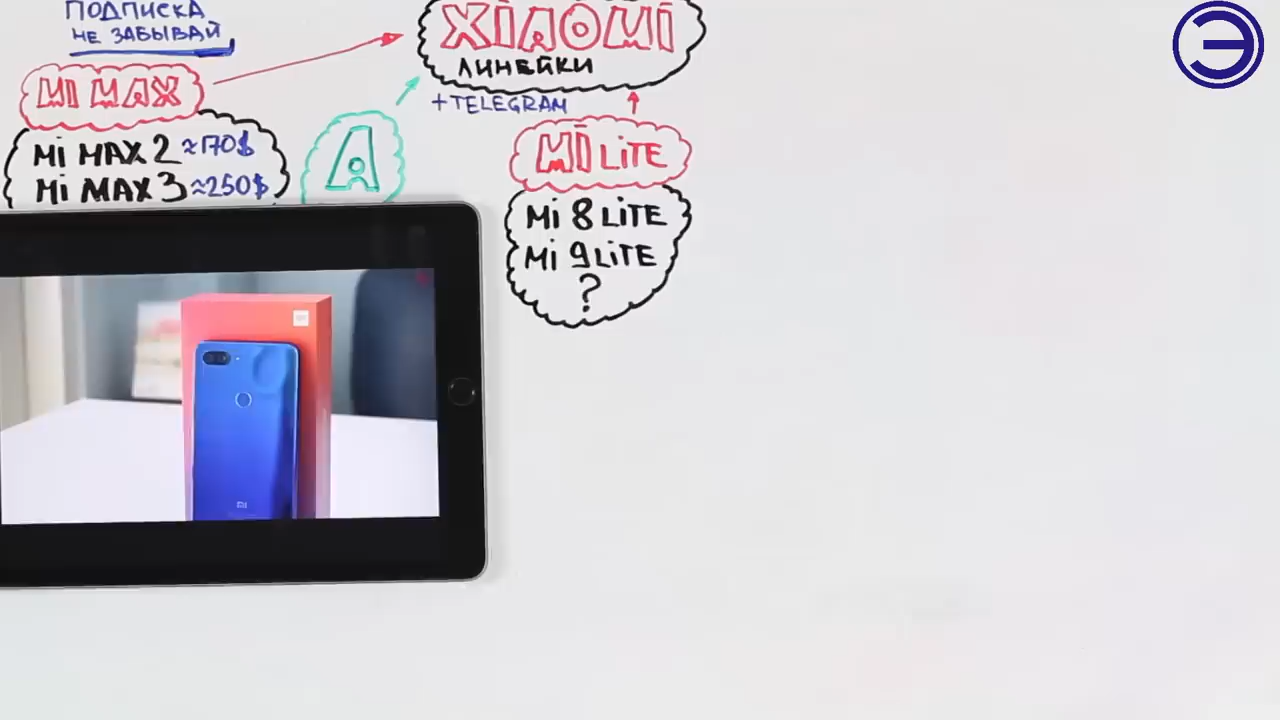 ПОДПИСКА
НЕ ЗАБЫВАЙ
XIAOMI
ЛИНЕЙКИ
+TELEGRAM
MI MAX
Mi MAX 2 ≈170$
Mi MAX 3 ≈250$
A
MI LITE
Mi 8 LITE
Mi 9 LITE
?
MI
Э